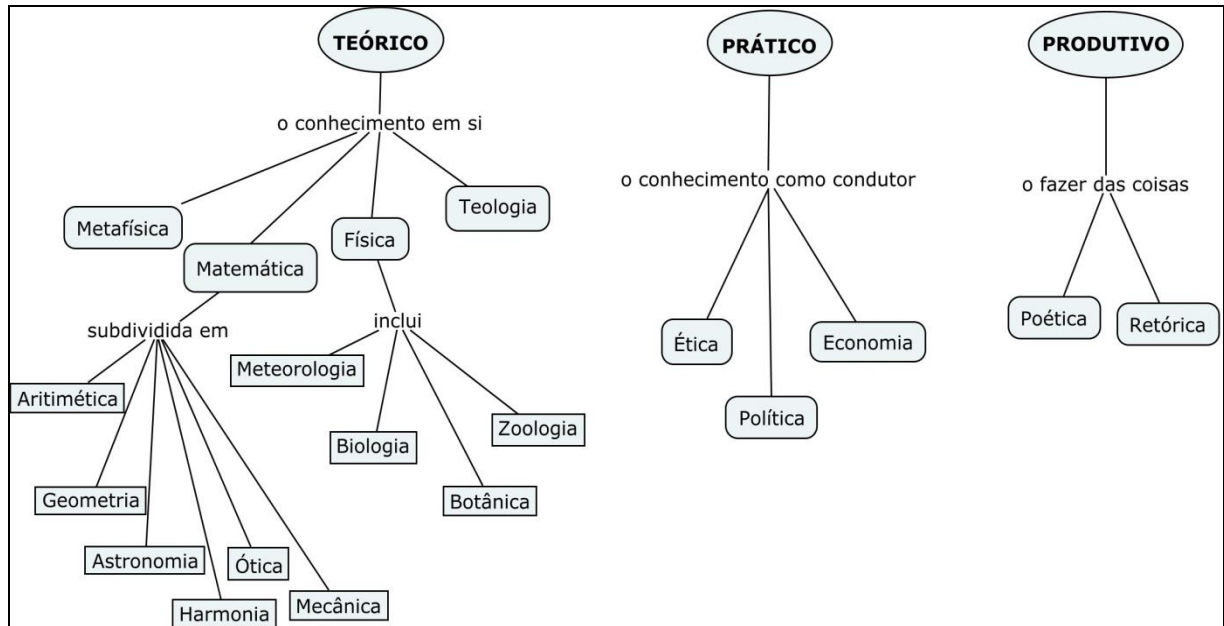 TEÓRICO
PRÁTICO
PRODUTIVO
o conhecimento em si
o conhecimento como condutor
o fazer das coisas
Metafísica
Matemática
Física
Teologia
subdividida em
inclui
Aritimética
Geometria
Astronomia
Harmonia
Ótica
Mecânica
Meteorologia
Biologia
Botânica
Zoologia
Ética
Política
Economia
Poética
Retórica